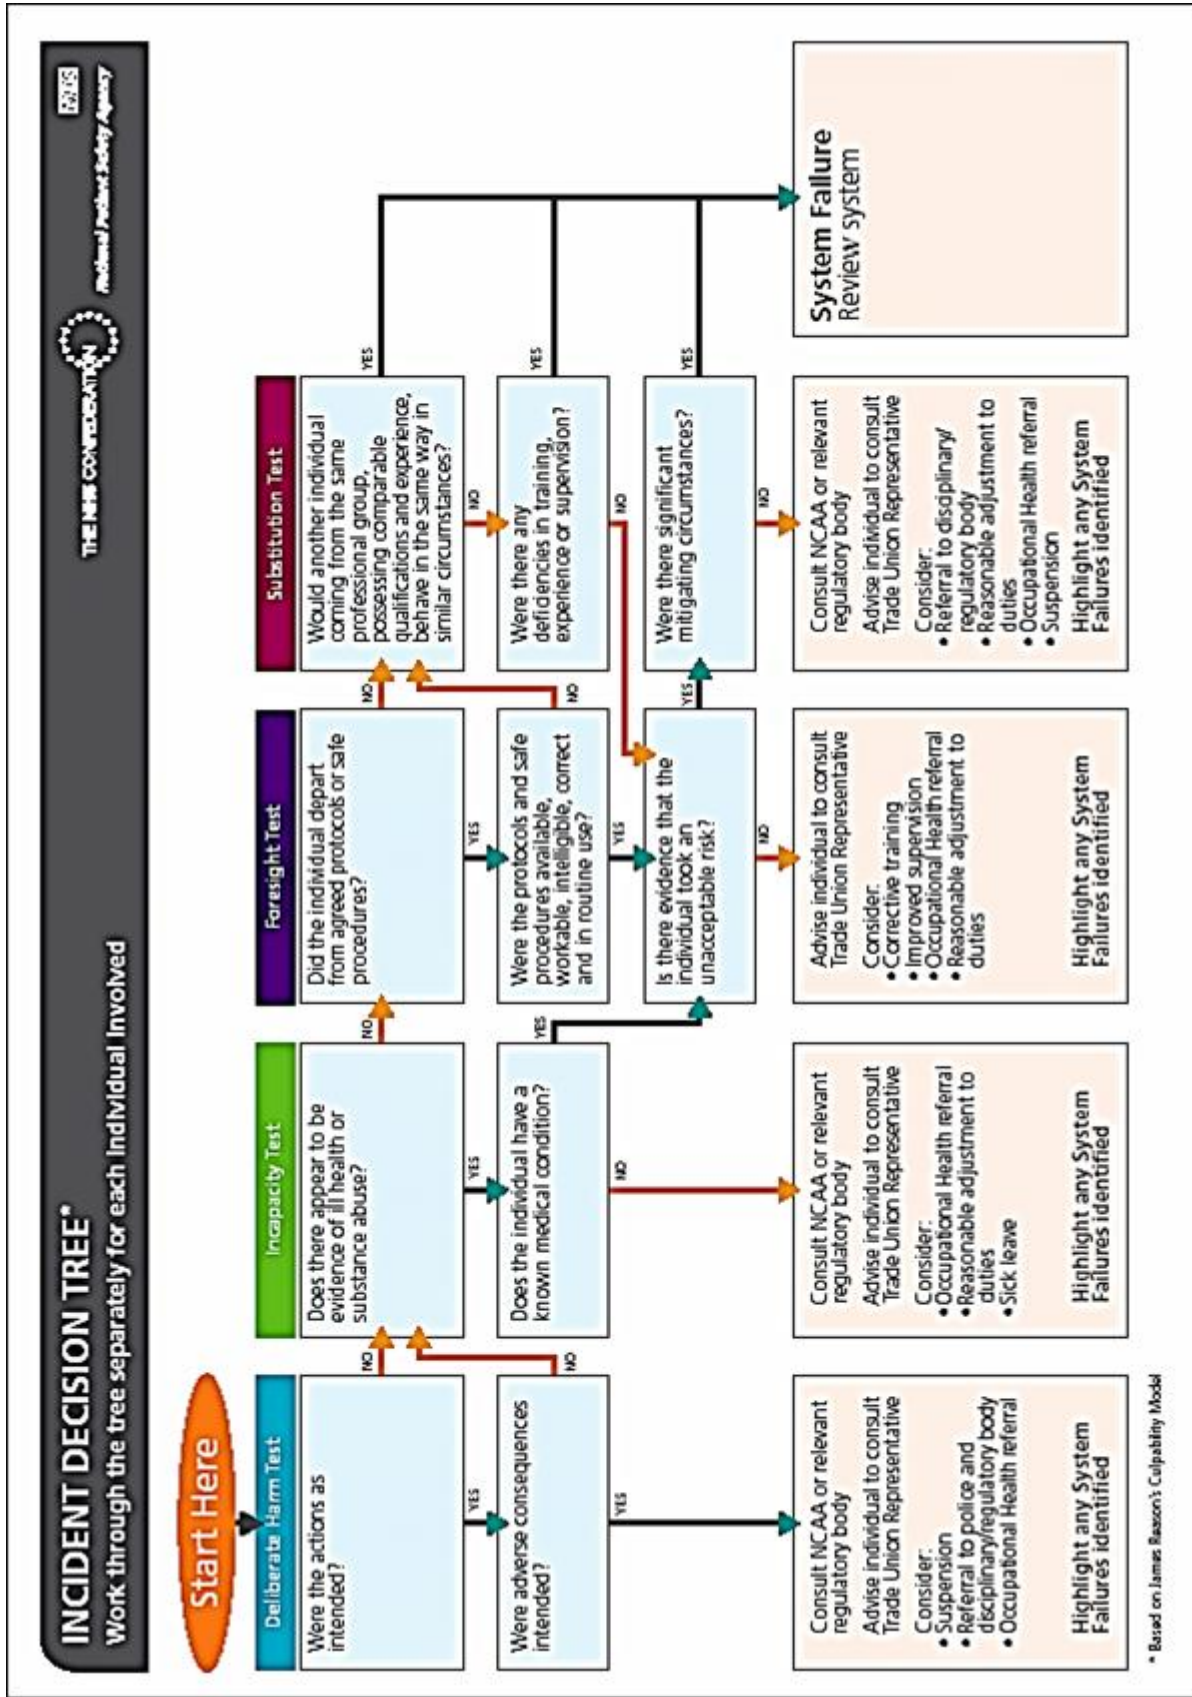 INCIDENT DECISION TREE*
Work through the tree separately for each individual involved
THE NHS CONFEDERATION
NHS
National Patient Safety Agency
Start Here
Deliberate Harm Test
Were the actions as
intended?
NO
YES
Were adverse consequences
intended?
NO
YES
Consult NCAA or relevant
regulatory body
Advise individual to consult
Trade Union Representative
Consider:
• Suspension
• Referral to police and
disciplinary/regulatory body
• Occupational Health referral
Highlight any System
Failures identified
Incapacity Test
Does there appear to be
evidence of ill health or
substance abuse?
NO
YES
Does the individual have a
known medical condition?
YES
NO
Consult NCAA or relevant
regulatory body
Advise individual to consult
Trade Union Representative
Consider:
• Occupational Health referral
• Reasonable adjustment to
duties
• Sick leave
Highlight any System
Failures identified
Foresight Test
Did the individual depart
from agreed protocols or safe
procedures?
NO
YES
Were the protocols and safe
procedures available,
workable, intelligible, correct
and in routine use?
NO
YES
Is there evidence that the
individual took an
unacceptable risk?
YES
NO
Advise individual to consult
Trade Union Representative
Consider:
• Corrective training
• Improved supervision
• Occupational Health referral
• Reasonable adjustment to
duties
Highlight any System
Failures identified
Substitution Test
Would another individual
coming from the same
professional group,
possessing comparable
qualifications and experience,
behave in the same way in
similar circumstances?
YES
NO
Were there any
deficiencies in training,
experience or supervision?
YES
NO
Were there significant
mitigating circumstances?
YES
NO
Consult NCAA or relevant
regulatory body
Advise individual to consult
Trade Union Representative
Consider:
• Referral to disciplinary/
regulatory body
• Reasonable adjustment to
duties
• Occupational Health referral
• Suspension
Highlight any System
Failures identified
System Failure
Review system
* Based on James Reason's Culpability Model